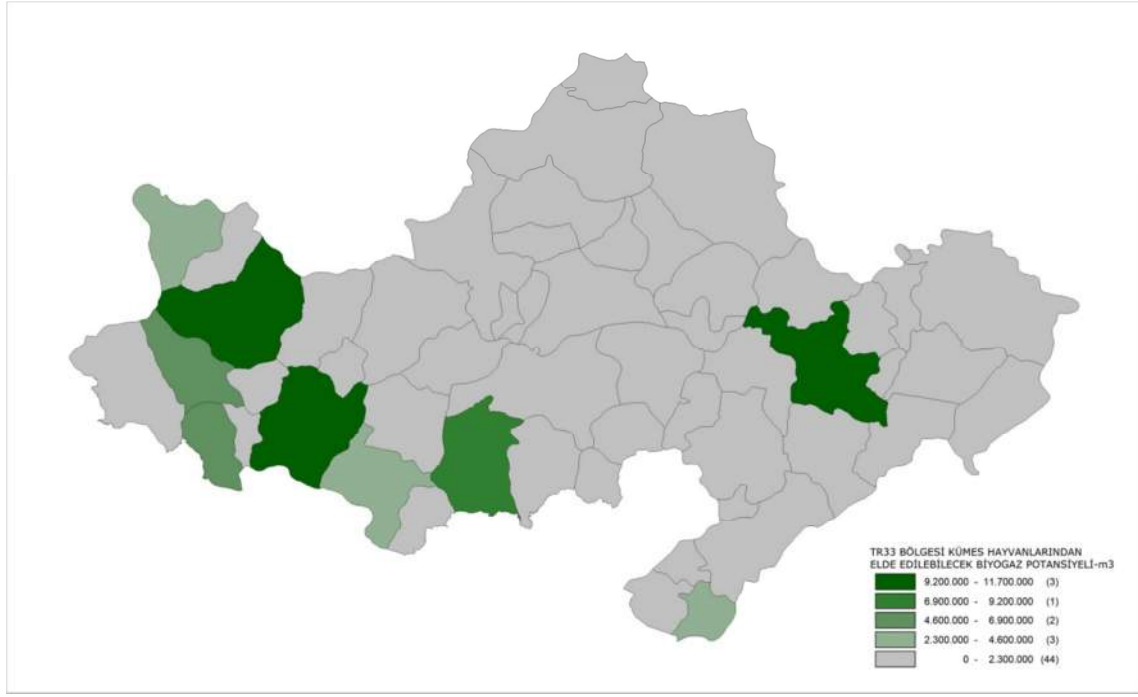 TR33 BÖLGESİ KÜMES HAYVANLARINDAN
ELDE EDİLEBİLECEK BİYOGAZ POTANSİYELİ-m3
9.200.000 - 11.700.000 (3)
6.900.000 - 9.200.000 (1)
4.600.000 - 6.900.000 (2)
2.300.000 - 4.600.000 (3)
0 - 2.300.000 (44)